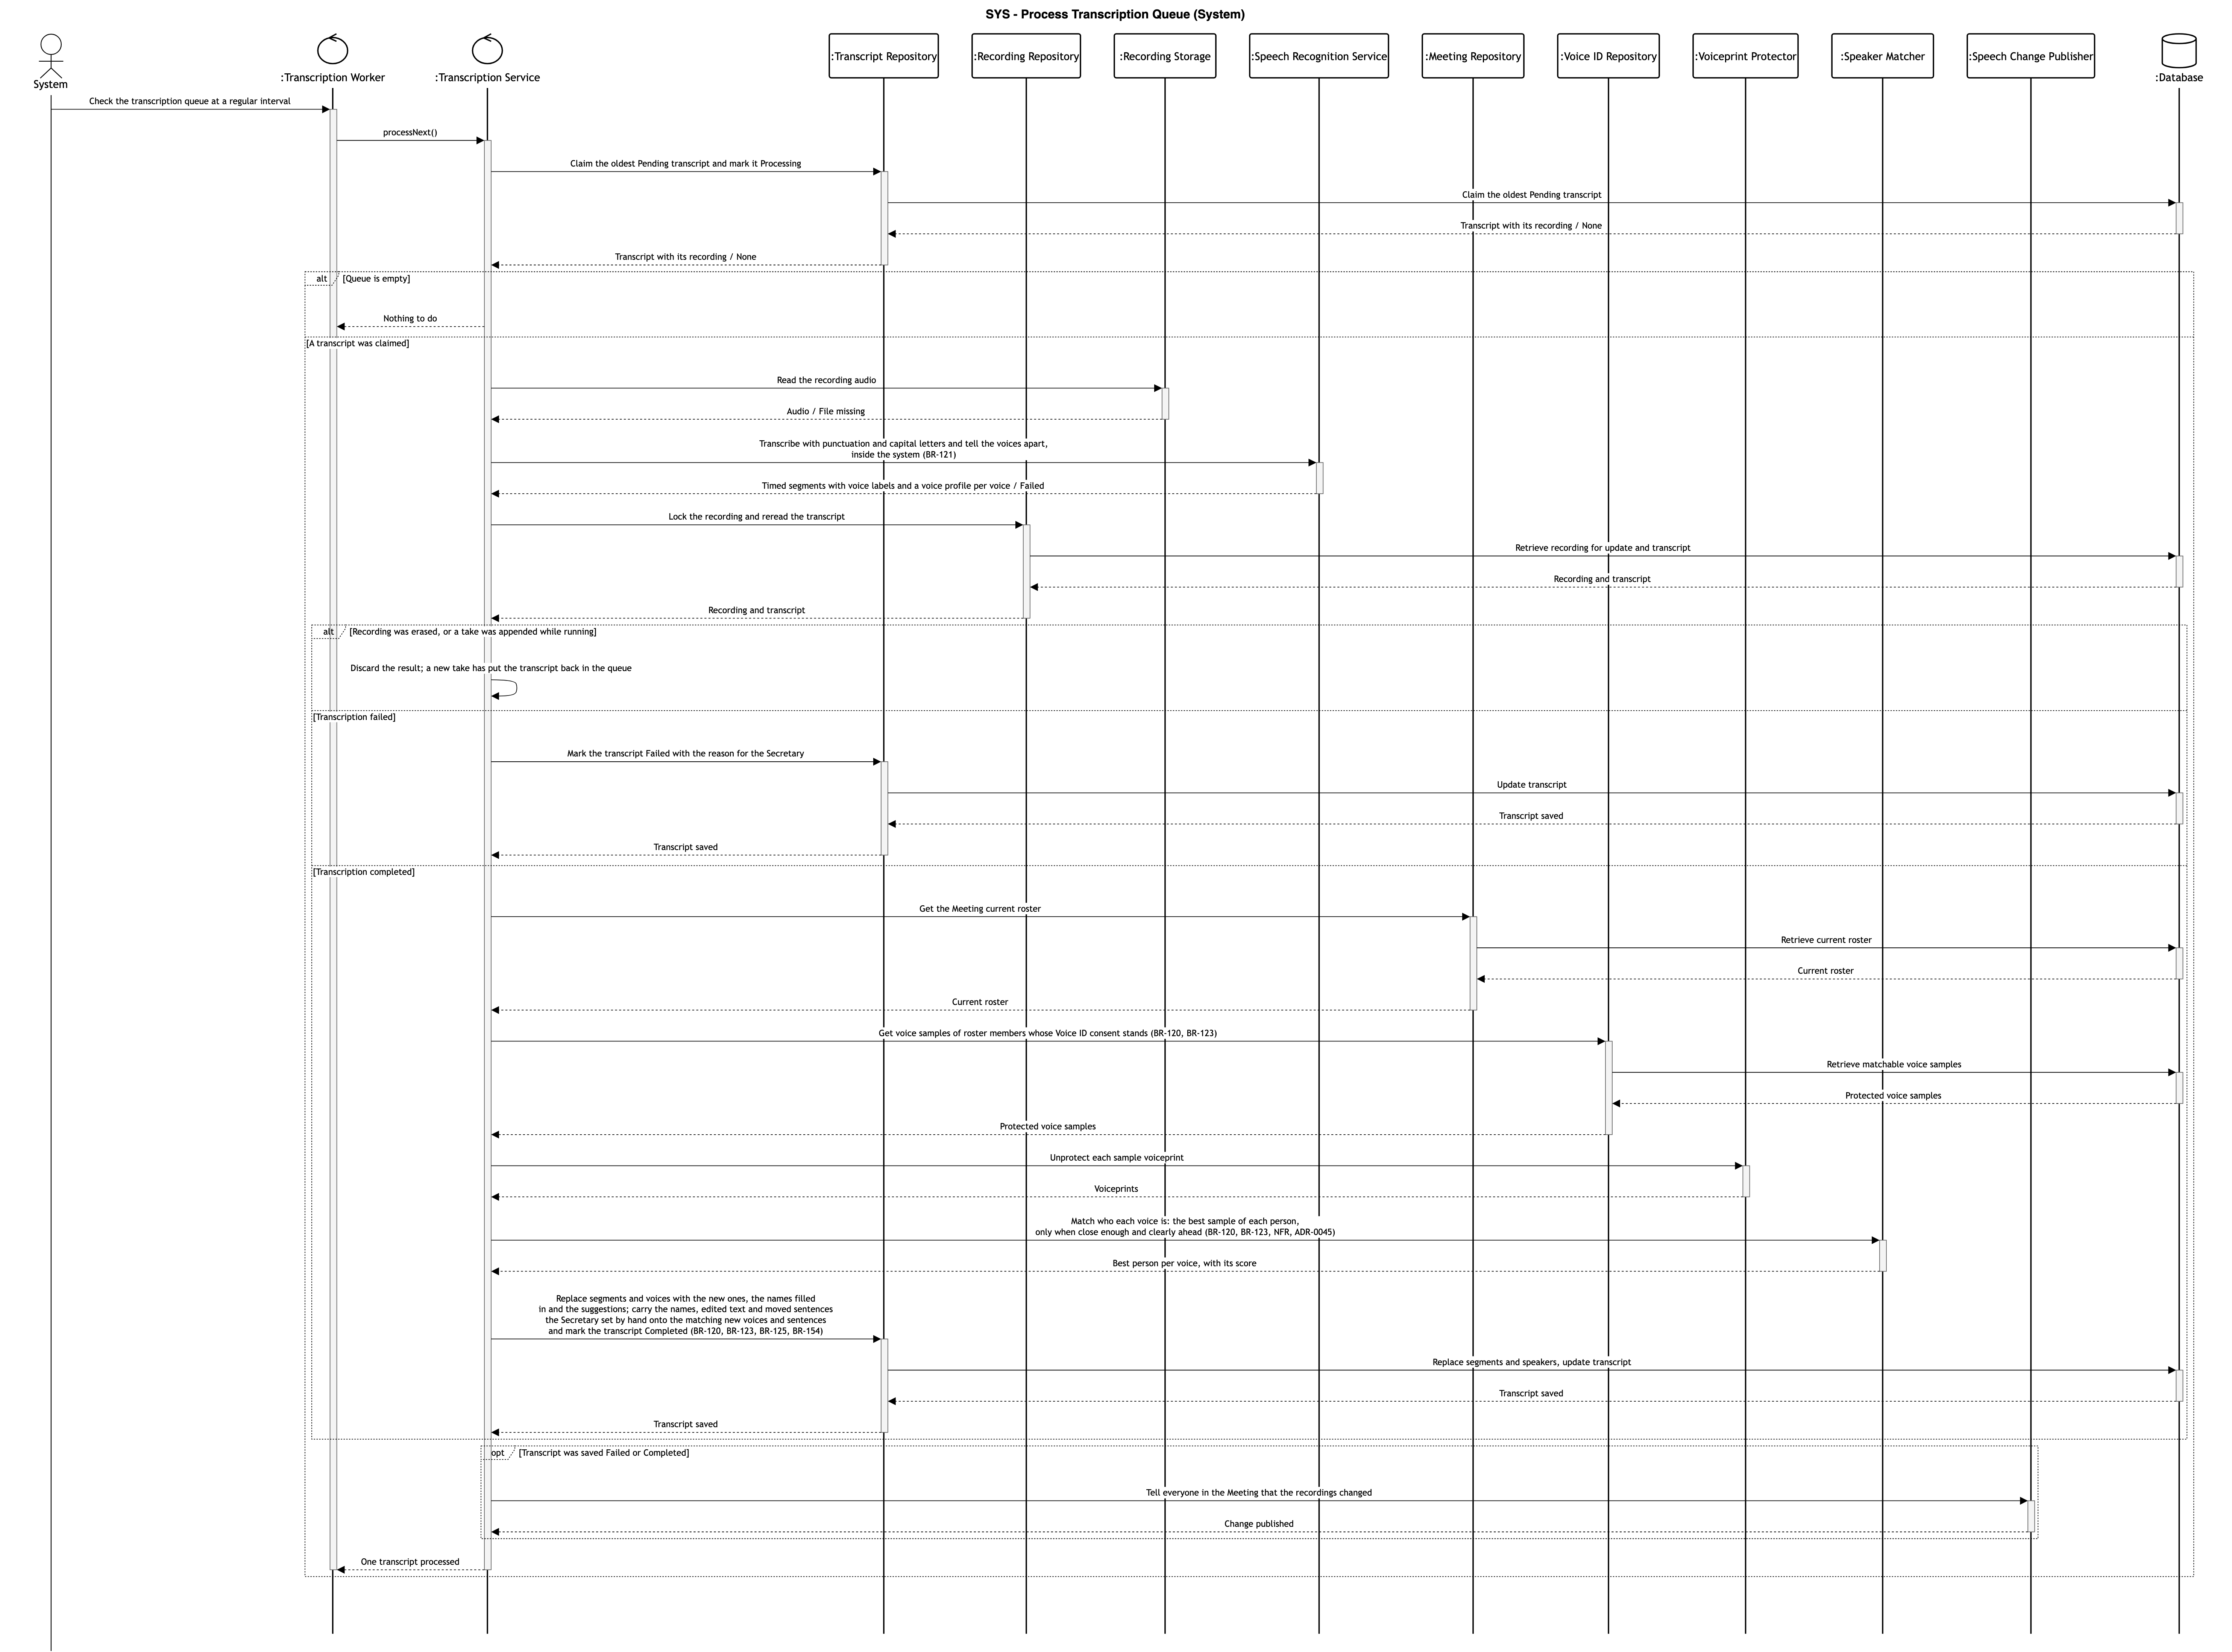 SYS - Process Transcription Queue (System)
System
:Transcription Worker
:Transcription Service
:Transcript Repository
:Recording Repository
:Recording Storage
:Speech Recognition Service
:Meeting Repository
:Voice ID Repository
:Voiceprint Protector
:Speaker Matcher
:Speech Change Publisher
:Database
Check the transcription queue at a regular interval
processNext()
Claim the oldest Pending transcript and mark it Processing
Claim the oldest Pending transcript
Transcript with its recording / None
Transcript with its recording / None
alt [Queue is empty]
Nothing to do
[A transcript was claimed]
Read the recording audio
Audio / File missing
Transcribe with punctuation and capital letters and tell the voices apart,
inside the system (BR-121)
Timed segments with voice labels and a voice profile per voice / Failed
Lock the recording and reread the transcript
Retrieve recording for update and transcript
Recording and transcript
Recording and transcript
alt [Recording was erased, or a take was appended while running]
Discard the result; a new take has put the transcript back in the queue
[Transcription failed]
Mark the transcript Failed with the reason for the Secretary
Update transcript
Transcript saved
Transcript saved
[Transcription completed]
Get the Meeting current roster
Retrieve current roster
Current roster
Current roster
Get voice samples of roster members whose Voice ID consent stands (BR-120, BR-123)
Retrieve matchable voice samples
Protected voice samples
Protected voice samples
Unprotect each sample voiceprint
Voiceprints
Match who each voice is: the best sample of each person,
only when close enough and clearly ahead (BR-120, BR-123, NFR, ADR-0045)
Best person per voice, with its score
Replace segments and voices with the new ones, the names filled
in and the suggestions; carry the names, edited text and moved sentences
the Secretary set by hand onto the matching new voices and sentences
and mark the transcript Completed (BR-120, BR-123, BR-125, BR-154)
Replace segments and speakers, update transcript
Transcript saved
Transcript saved
opt [Transcript was saved Failed or Completed]
Tell everyone in the Meeting that the recordings changed
Change published
One transcript processed